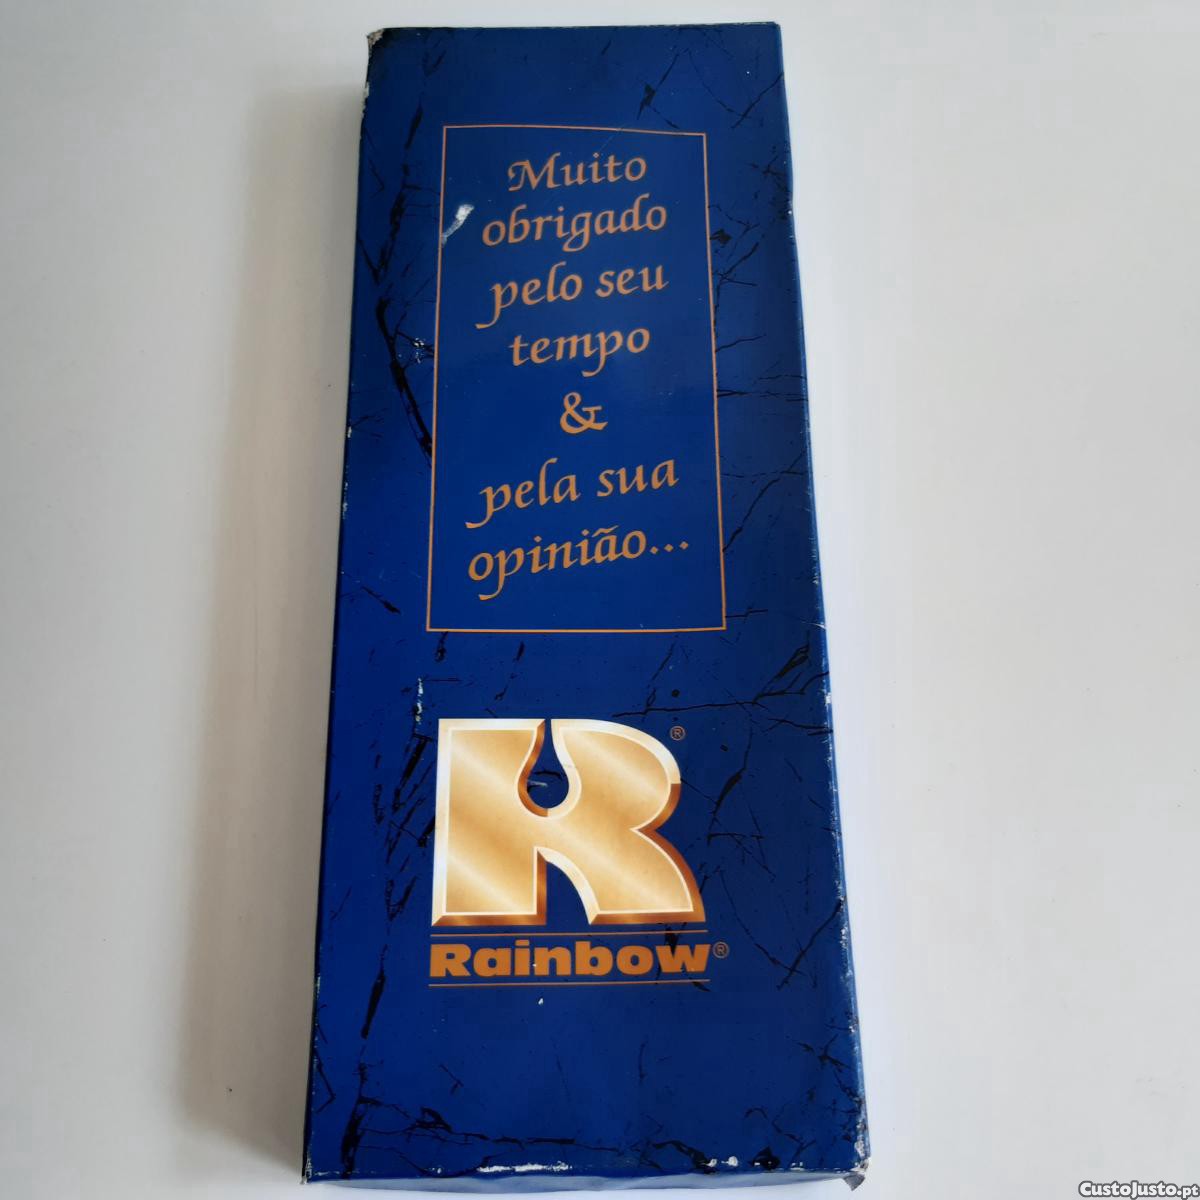 Muito
obrigado
pelo seu
tempo
&
pela sua
opinião...
R®
Rainbow®
CustoJusto.pt